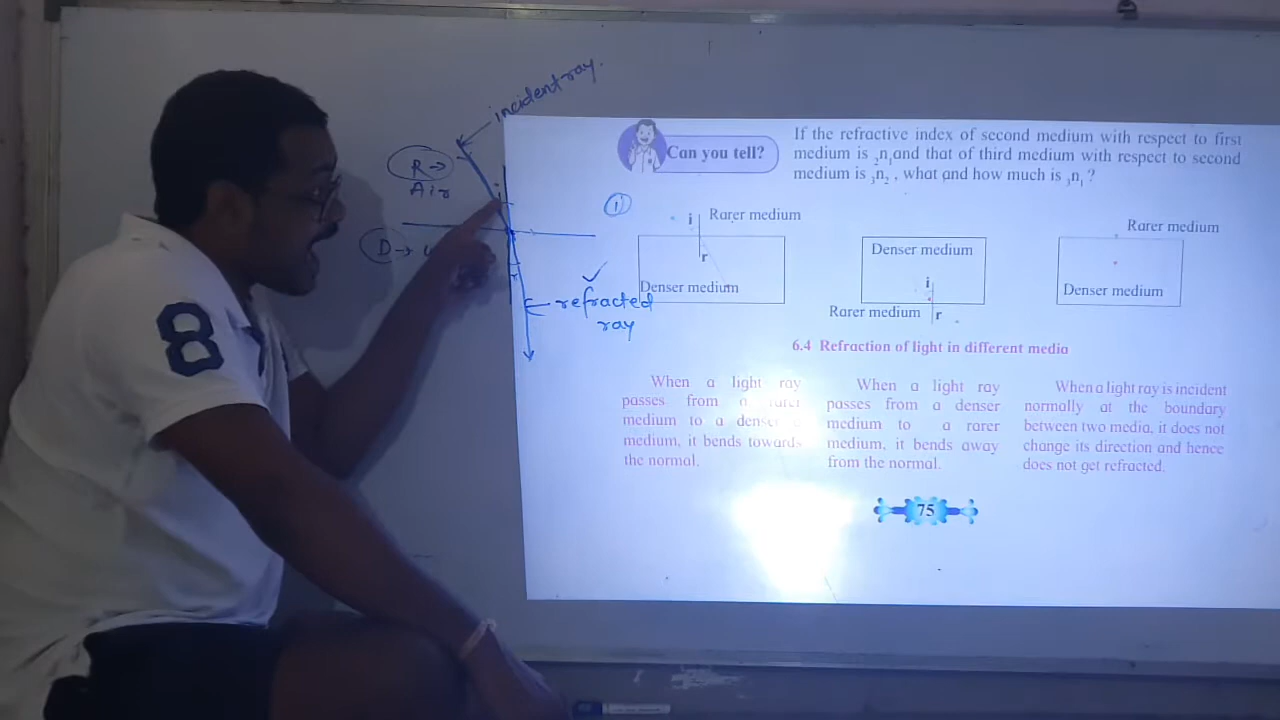 incident ray.
R→
Air
i
D→
r
refracted
ray
1
8
Can you tell?
If the refractive index of second medium with respect to first
medium is ₂n₁and that of third medium with respect to second
medium is ₃n₂ , what and how much is ₃n₁ ?
i Rarer medium
r
Denser medium
Denser medium
i
Rarer medium r
Rarer medium
Denser medium
6.4 Refraction of light in different media
When a light ray
passes from a rarer
medium to a denser
medium, it bends towards
the normal.
When a light ray
passes from a denser
medium to a rarer
medium, it bends away
from the normal.
When a light ray is incident
normally at the boundary
between two media, it does not
change its direction and hence
does not get refracted.
75